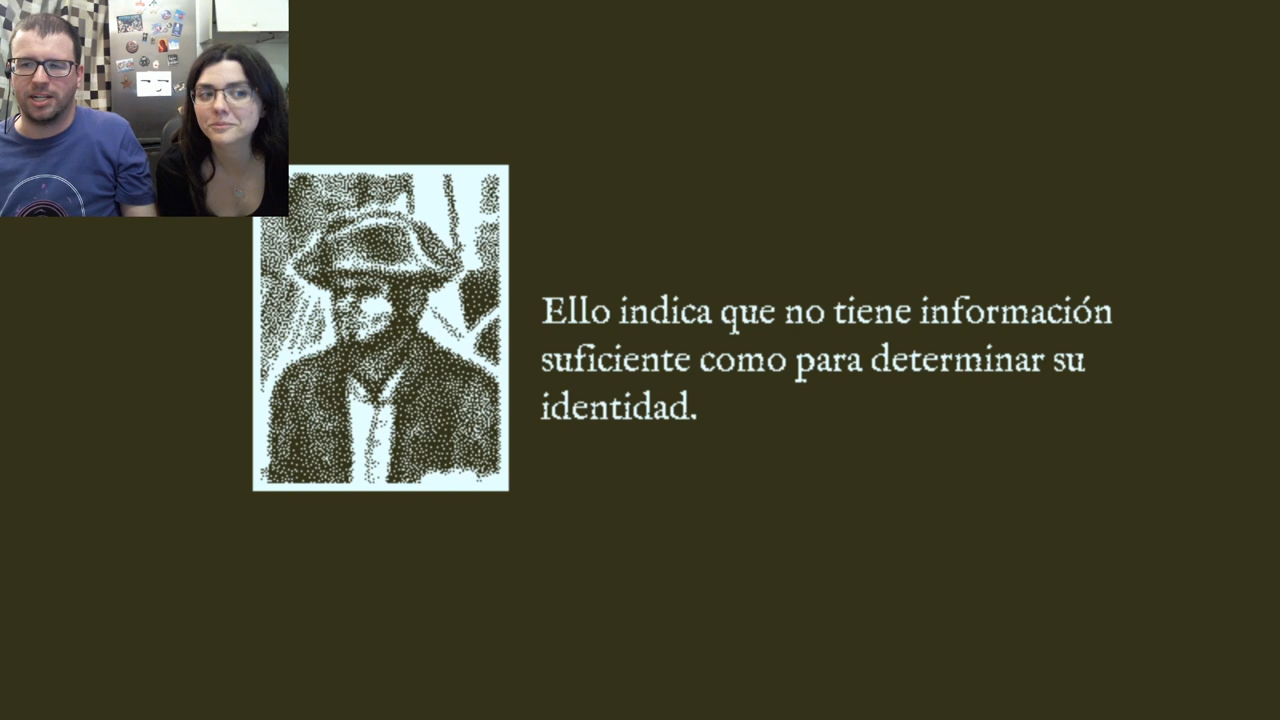 Ello indica que no tiene información
suficiente como para determinar su
identidad.